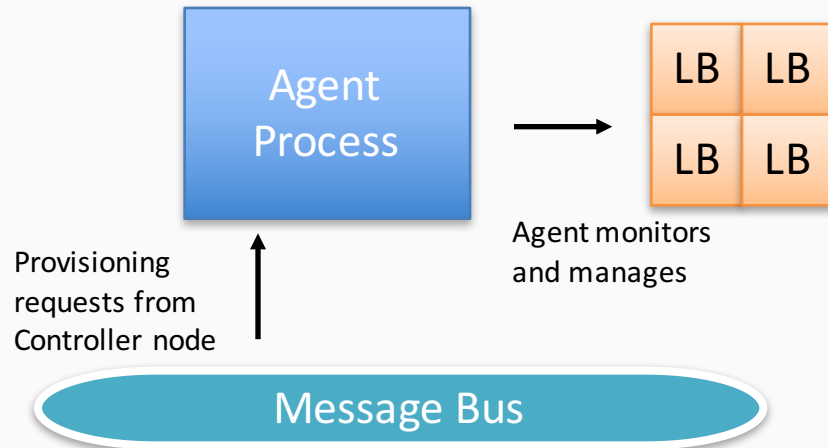 Agent
Process
LB LB
LB LB
Agent monitors
and manages
Provisioning
requests from
Controller node
Message Bus